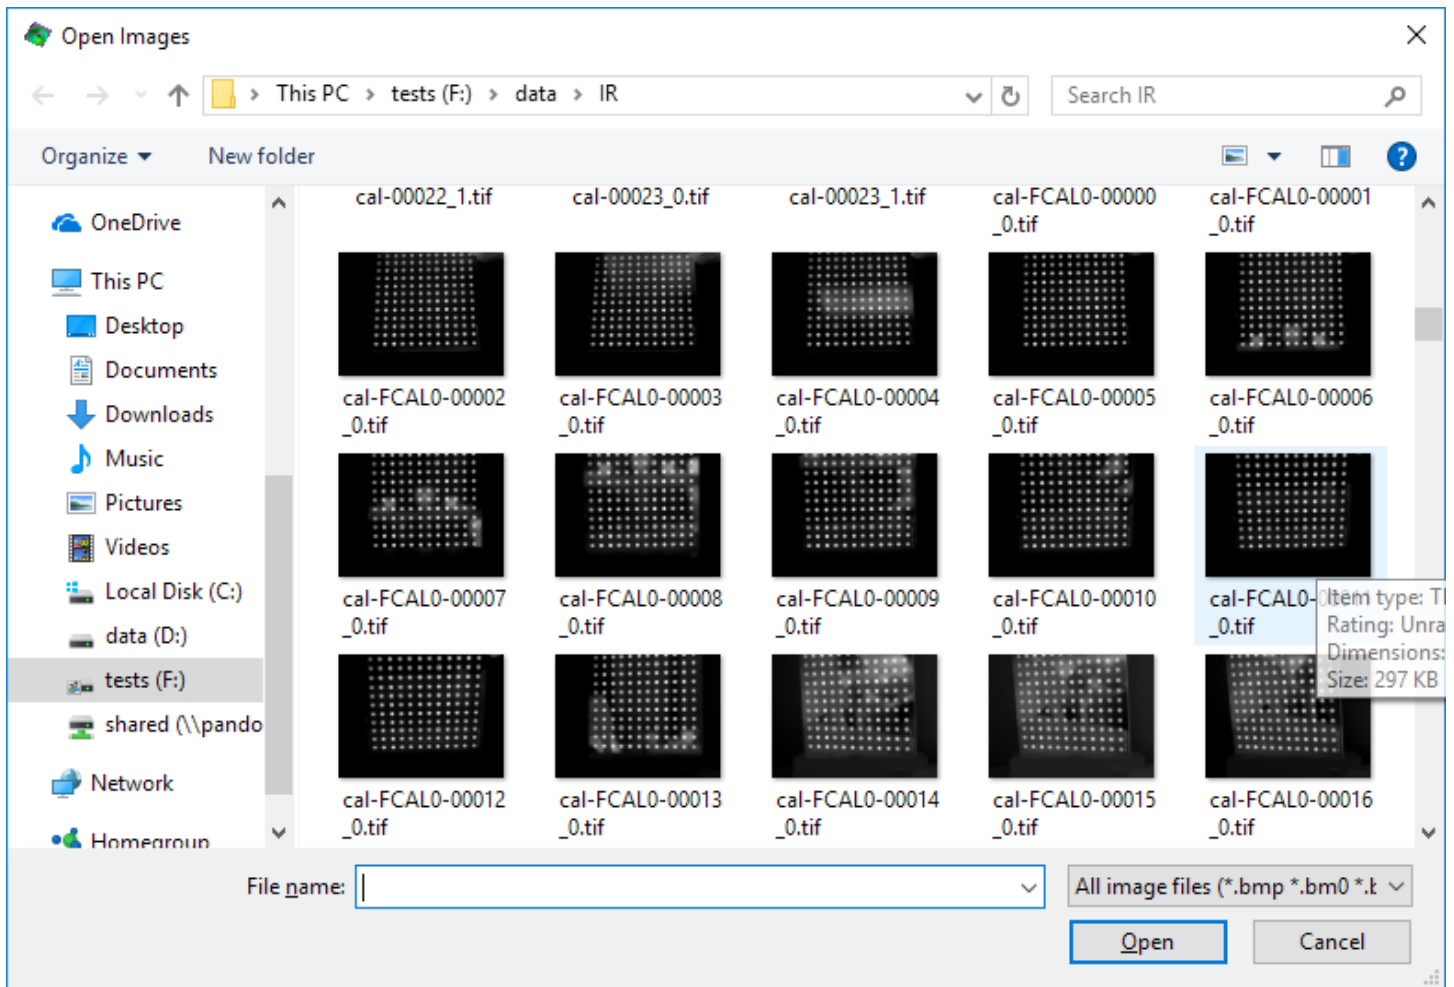 Open Images
This PC > tests (F:) > data > IR
Search IR
Organize
New folder
OneDrive
This PC
Desktop
Documents
Downloads
Music
Pictures
Videos
Local Disk (C:)
data (D:)
tests (F:)
shared (\\pando
Network
Homegroup
cal-00022_1.tif
cal-00023_0.tif
cal-00023_1.tif
cal-FCAL0-00000
_0.tif
cal-FCAL0-00001
_0.tif
cal-FCAL0-00002
_0.tif
cal-FCAL0-00003
_0.tif
cal-FCAL0-00004
_0.tif
cal-FCAL0-00005
_0.tif
cal-FCAL0-00006
_0.tif
cal-FCAL0-00007
_0.tif
cal-FCAL0-00008
_0.tif
cal-FCAL0-00009
_0.tif
cal-FCAL0-00010
_0.tif
cal-FCAL0-
_0.tif
Item type: TI
Rating: Unra
Dimensions:
Size: 297 KB
cal-FCAL0-00012
_0.tif
cal-FCAL0-00013
_0.tif
cal-FCAL0-00014
_0.tif
cal-FCAL0-00015
_0.tif
cal-FCAL0-00016
_0.tif
File name:
All image files (*.bmp *.bm0 *.b
Open
Cancel